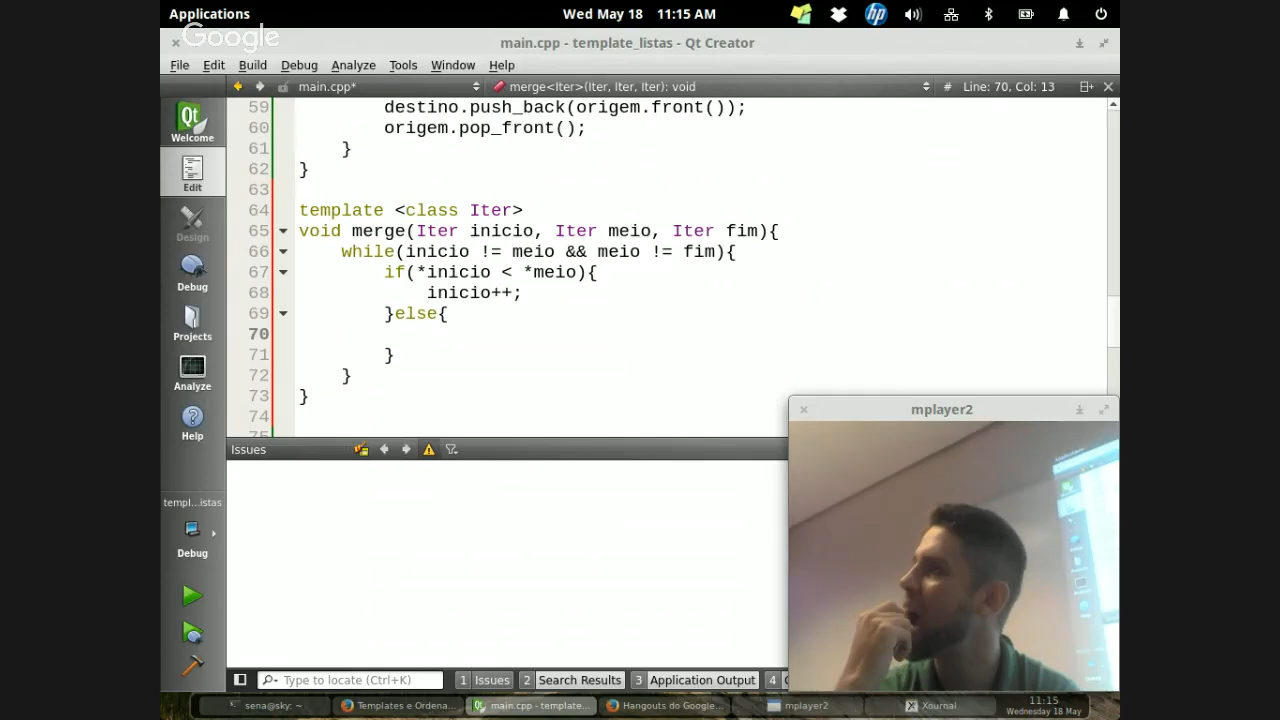 Applications
Wed May 18 11:15 AM
Google
main.cpp - template_listas - Qt Creator
File Edit Build Debug Analyze Tools Window Help
main.cpp*
merge<Iter>(Iter, Iter, Iter): void
# Line: 70, Col: 13
Welcome
Edit
Design
Debug
Projects
Analyze
Help
templ...istas
Debug
59 destino.push_back(origem.front());
60 origem.pop_front();
61 }
62 }
63
64 template <class Iter>
65 void merge(Iter inicio, Iter meio, Iter fim){
66 while(inicio != meio && meio != fim){
67 if(*inicio < *meio){
68 inicio++;
69 }else{
70
71 }
72 }
73 }
74
75
Issues
mplayer2
Type to locate (Ctrl+K)
1 Issues 2 Search Results 3 Application Output 4
sena@sky: ~
Templates e Ordena...
main.cpp - template...
Hangouts do Google...
mplayer2
Xournal
11:15
Wednesday 18 May